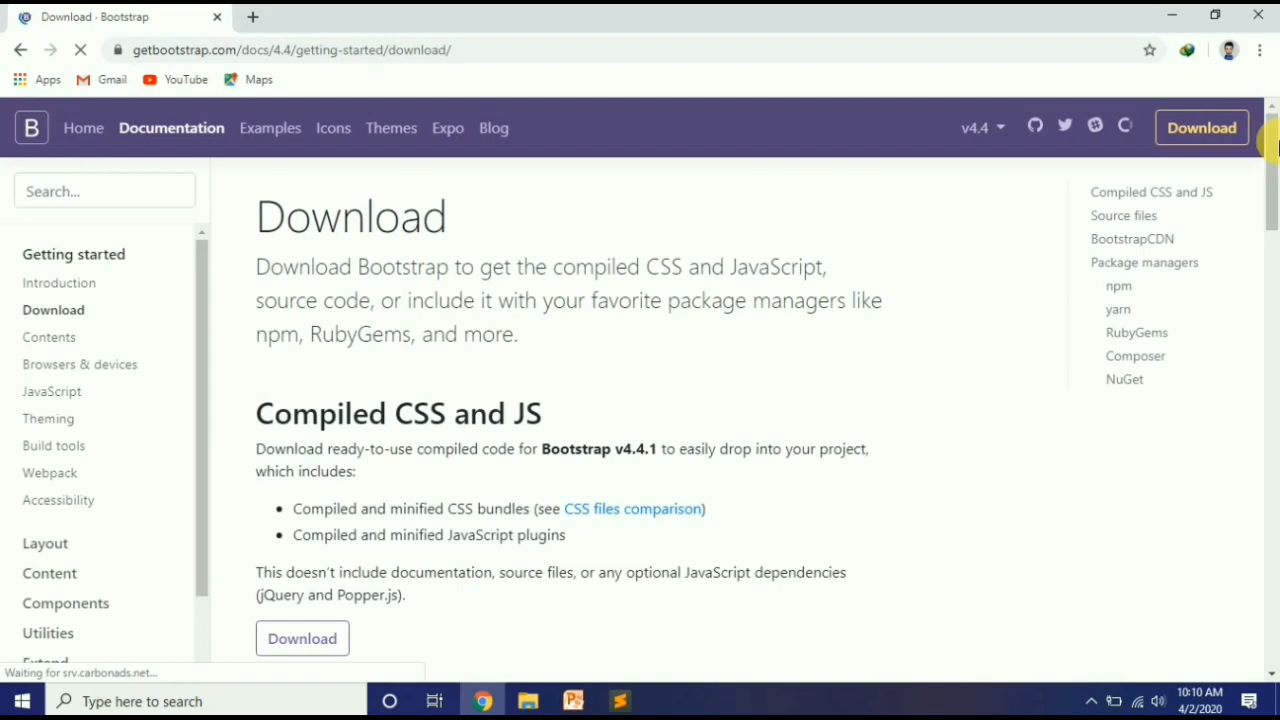 Download · Bootstrap
getbootstrap.com/docs/4.4/getting-started/download/
Apps Gmail YouTube Maps
B Home Documentation Examples Icons Themes Expo Blog v4.4 Download
Search...
Getting started
Introduction
Download
Contents
Browsers & devices
JavaScript
Theming
Build tools
Webpack
Accessibility
Layout
Content
Components
Utilities
Extend
Download
Download Bootstrap to get the compiled CSS and JavaScript,
source code, or include it with your favorite package managers like
npm, RubyGems, and more.
Compiled CSS and JS
Download ready-to-use compiled code for Bootstrap v4.4.1 to easily drop into your project,
which includes:
Compiled and minified CSS bundles (see CSS files comparison)
Compiled and minified JavaScript plugins
This doesn't include documentation, source files, or any optional JavaScript dependencies
(jQuery and Popper.js).
Download
Compiled CSS and JS
Source files
BootstrapCDN
Package managers
npm
yarn
RubyGems
Composer
NuGet
Waiting for srv.carbonads.net...
Type here to search
10:10 AM
4/2/2020